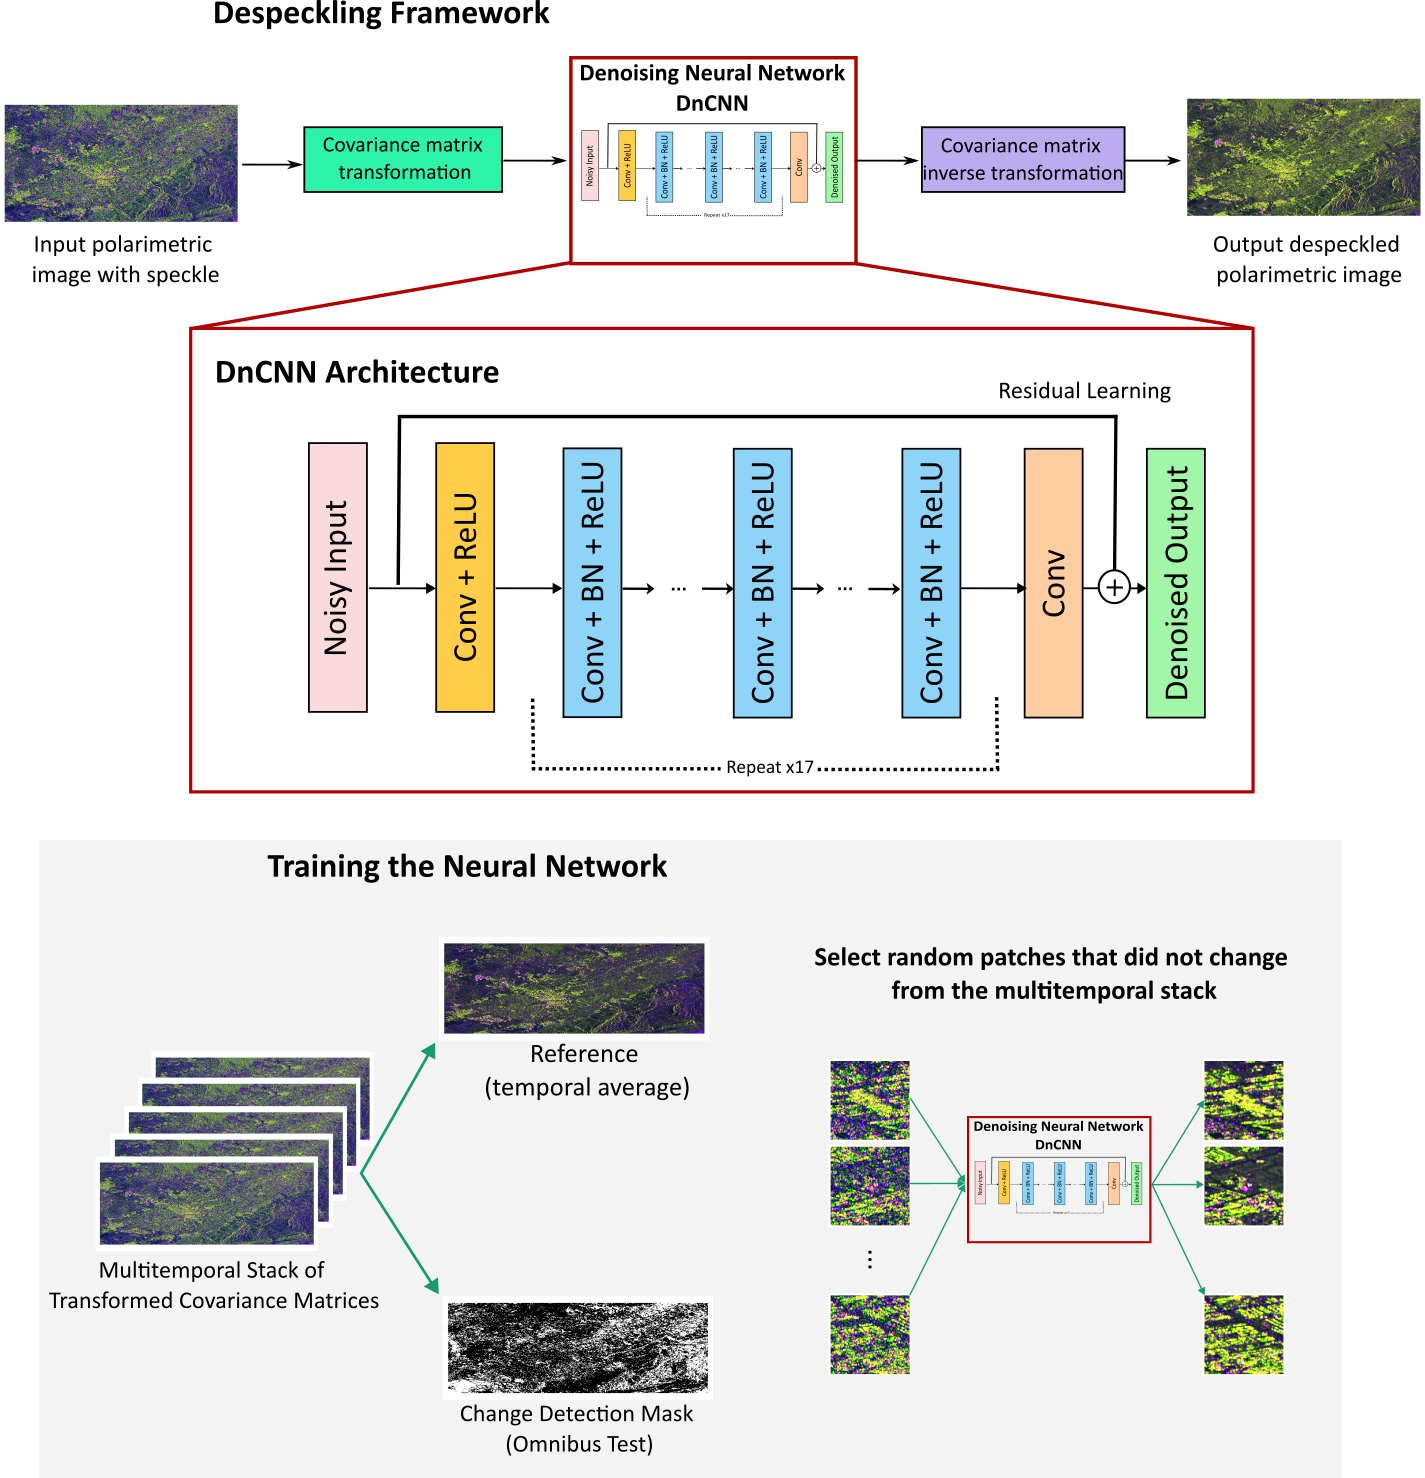 Despeckling Framework
Denoising Neural Network
DnCNN
Noisy Input
Conv + ReLU
Conv + BN + ReLU
...
Conv + BN + ReLU
...
Conv + BN + ReLU
Conv
+
Denoised Output
Repeat x17
Covariance matrix
transformation
Covariance matrix
inverse transformation
Input polarimetric
image with speckle
Output despeckled
polarimetric image
DnCNN Architecture
Residual Learning
Noisy Input
Conv + ReLU
Conv + BN + ReLU
...
Conv + BN + ReLU
...
Conv + BN + ReLU
Conv
+
Denoised Output
Repeat x17
Training the Neural Network
Reference
(temporal average)
Multitemporal Stack of
Transformed Covariance Matrices
Change Detection Mask
(Omnibus Test)
Select random patches that did not change
from the multitemporal stack
...
Denoising Neural Network
DnCNN
Noisy Input
Conv + ReLU
Conv + BN + ReLU
Conv + BN + ReLU
Conv + BN + ReLU
Conv
Denoised Output
Repeat x17